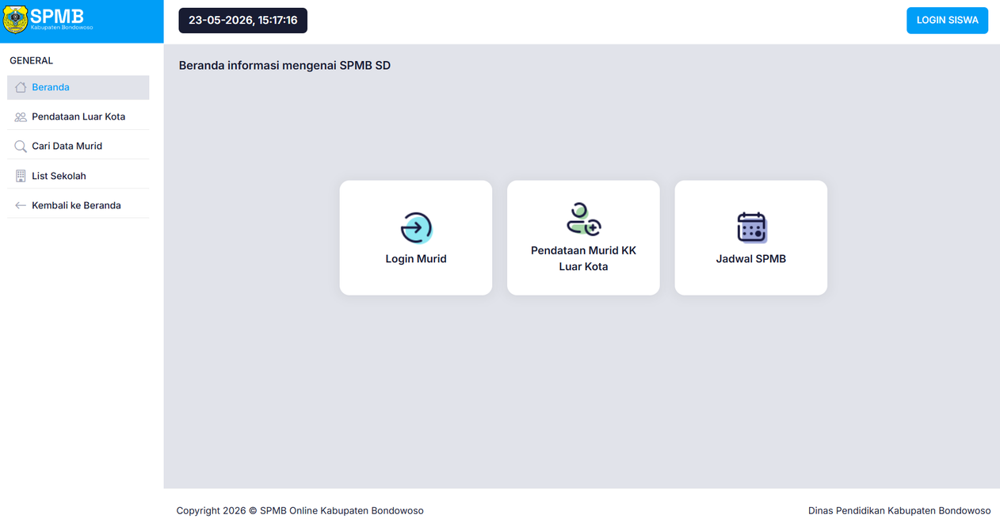 SPMB
Kabupaten Bondowoso
23-05-2026, 15:17:16
LOGIN SISWA
GENERAL
Beranda
Pendataan Luar Kota
Cari Data Murid
List Sekolah
Kembali ke Beranda
Beranda informasi mengenai SPMB SD
Login Murid
Pendataan Murid KK
Luar Kota
Jadwal SPMB
Copyright 2026 © SPMB Online Kabupaten Bondowoso
Dinas Pendidikan Kabupaten Bondowoso